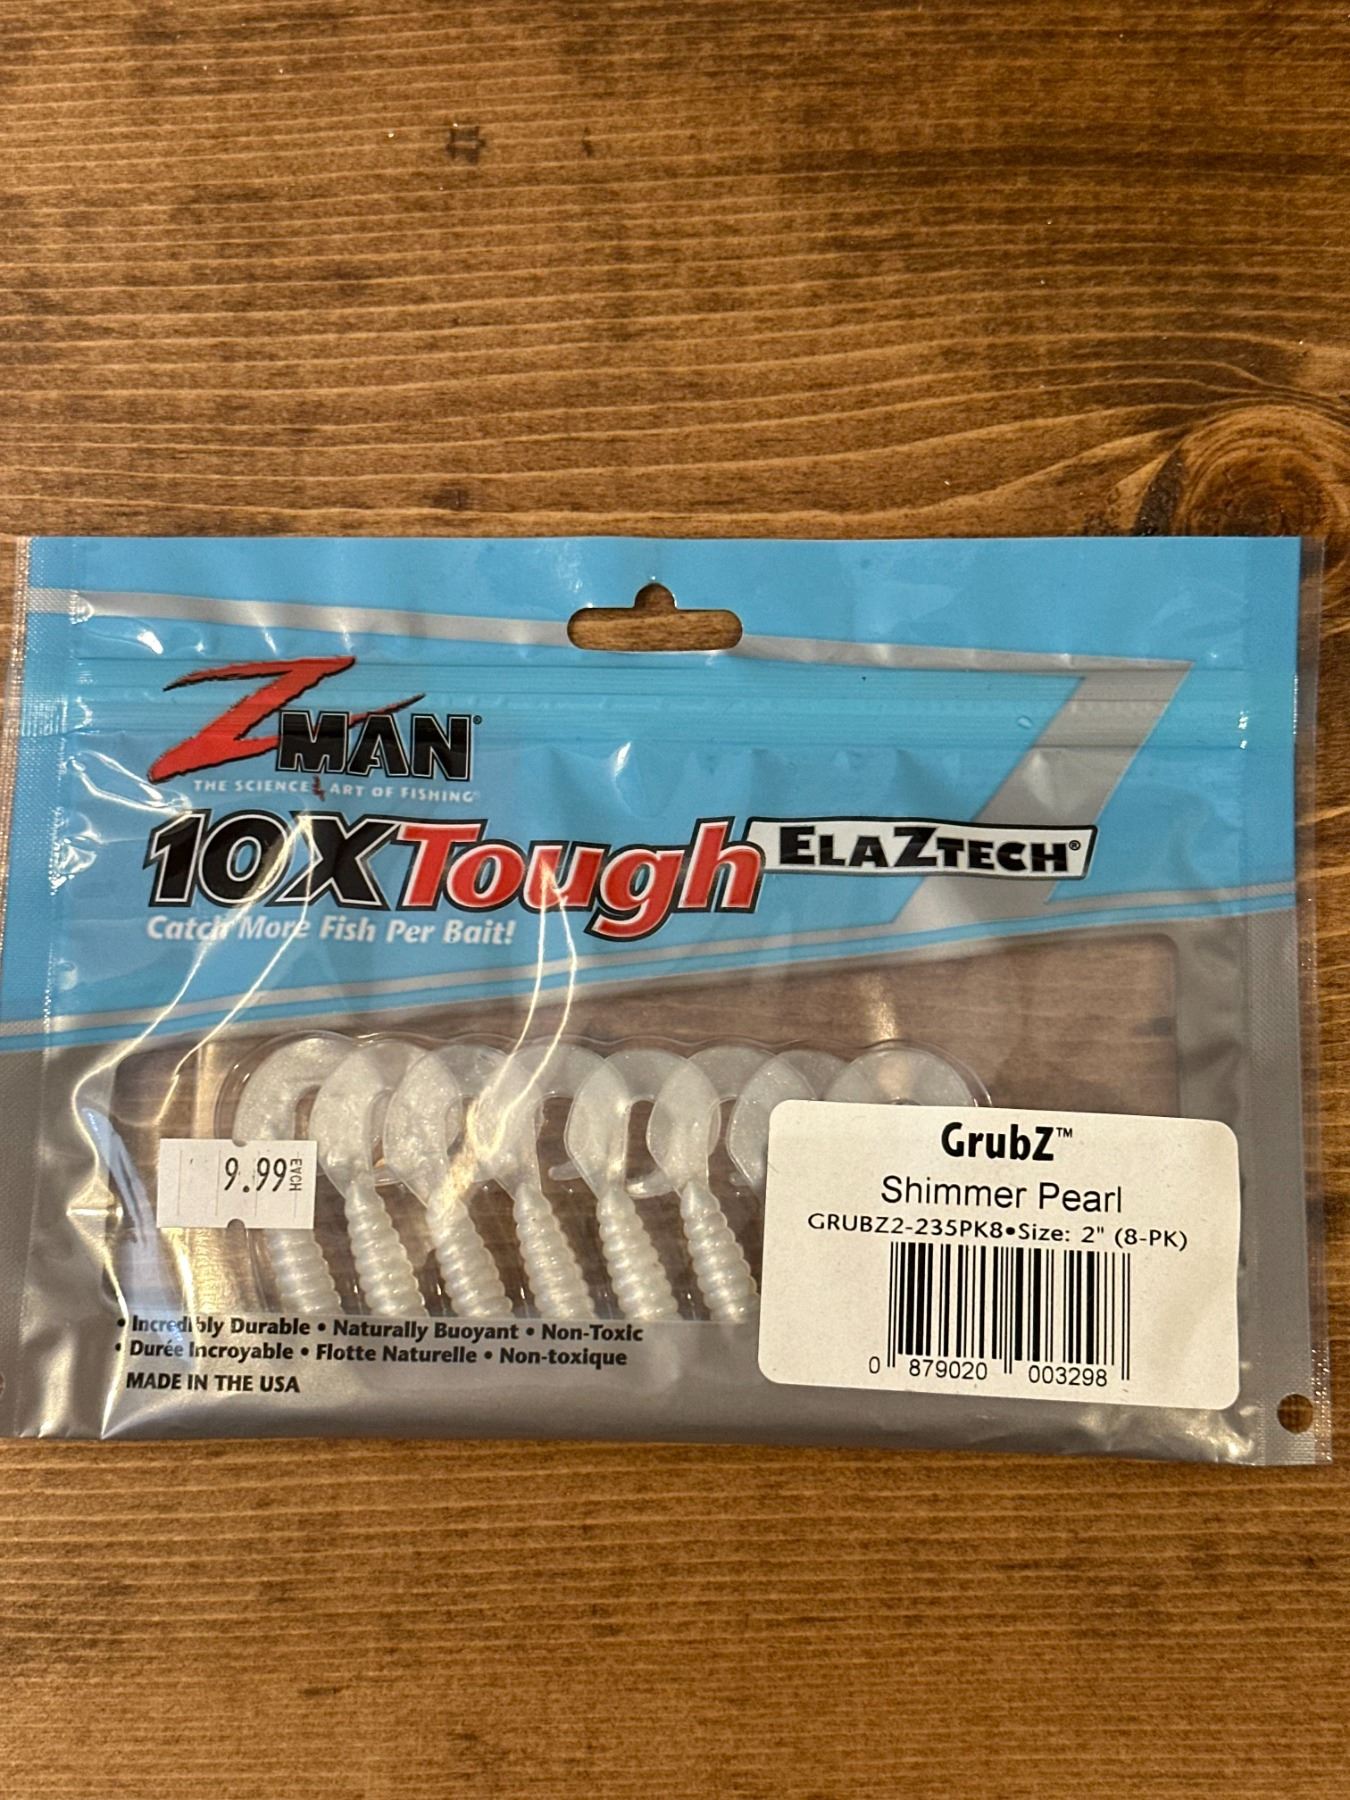 ZMAN®
THE SCIENCE & ART OF FISHING
10X Tough ELAZTECH®
Catch More Fish Per Bait!
9.99 EACH
GrubZ™
Shimmer Pearl
GRUBZ2-235PK8•Size: 2" (8-PK)
0 879020 003298
• Incredibly Durable • Naturally Buoyant • Non-Toxic
• Durée Incroyable • Flotte Naturelle • Non-toxique
MADE IN THE USA